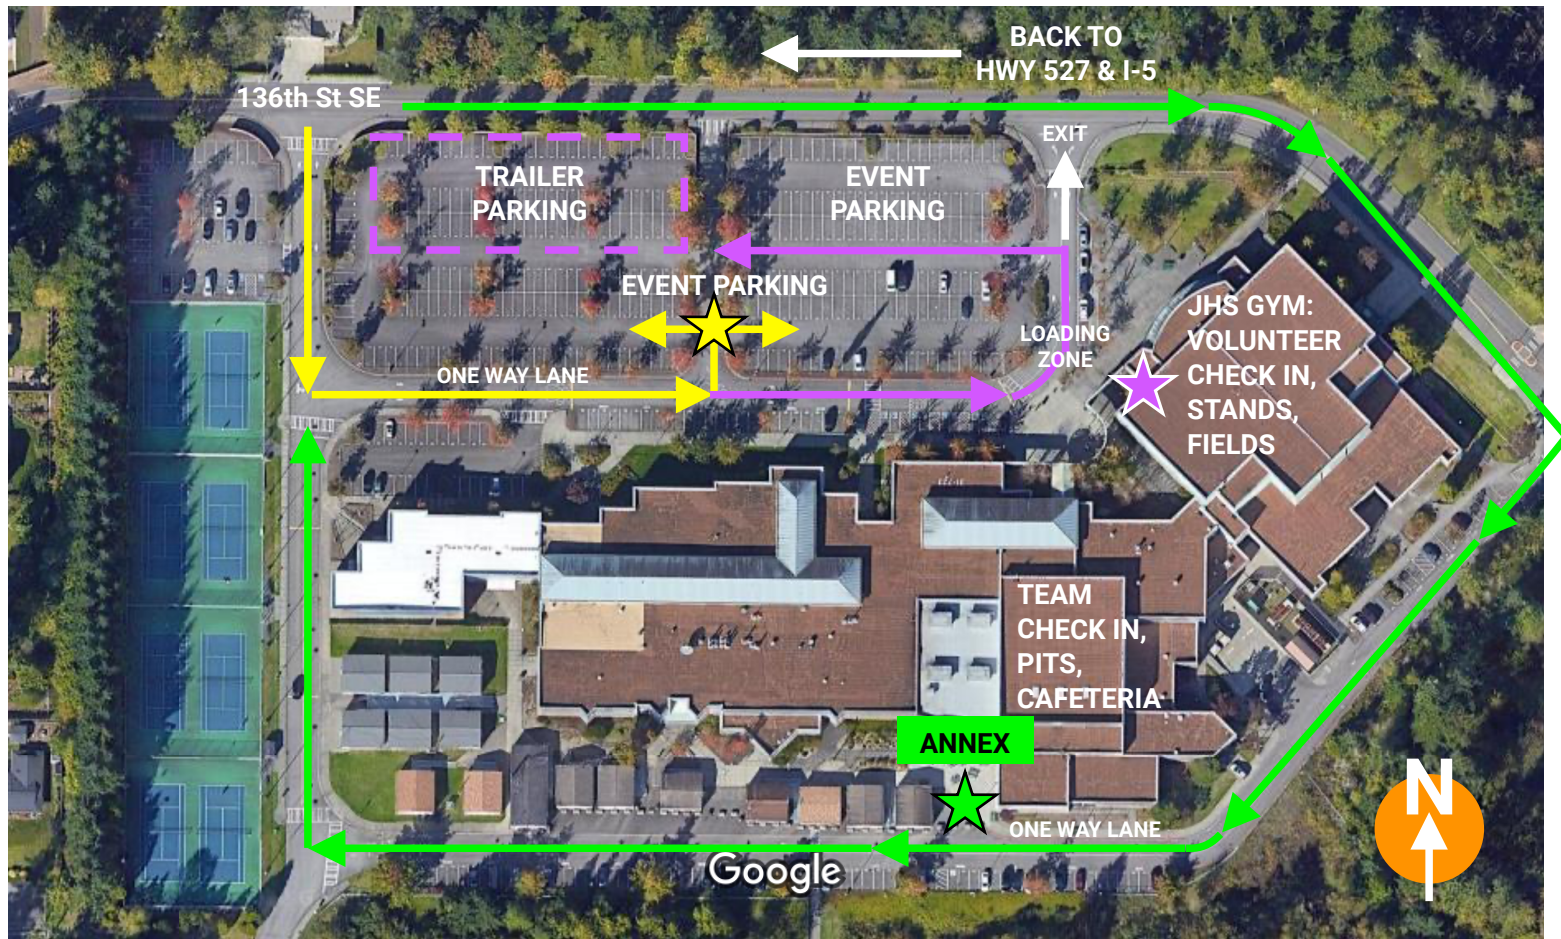 BACK TO
HWY 527 & I-5
136th St SE
EXIT
TRAILER
PARKING
EVENT
PARKING
EVENT PARKING
LOADING
ZONE
ONE WAY LANE
JHS GYM:
VOLUNTEER
CHECK IN,
STANDS,
FIELDS
TEAM
CHECK IN,
PITS,
CAFETERIA
ANNEX
ONE WAY LANE
Google
N